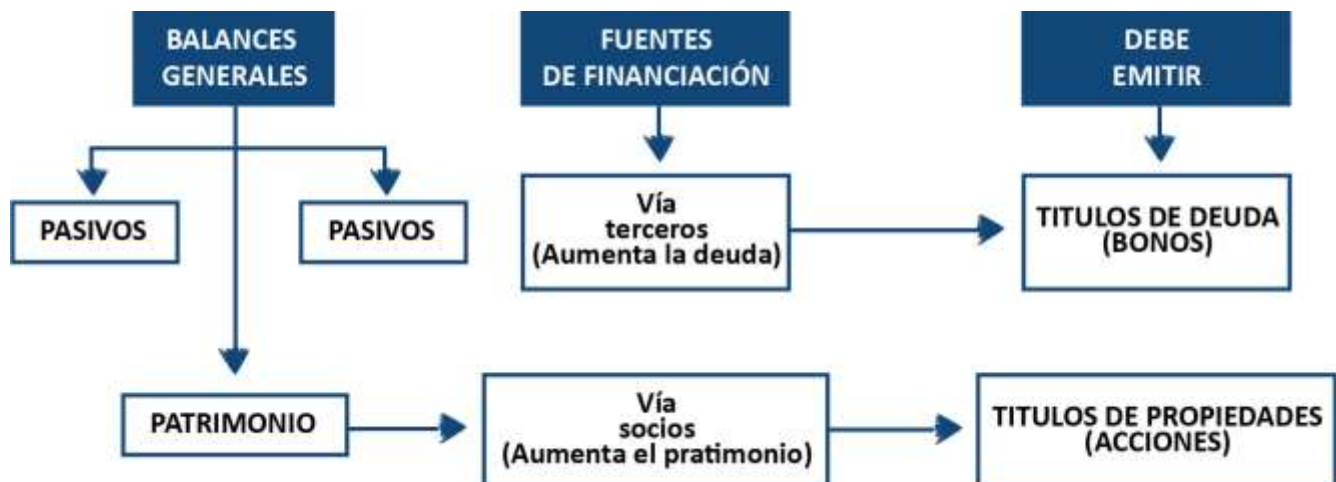 BALANCES
GENERALES
FUENTES
DE FINANCIACIÓN
DEBE
EMITIR
PASIVOS
PASIVOS
Vía
terceros
(Aumenta la deuda)
TITULOS DE DEUDA
(BONOS)
PATRIMONIO
Vía
socios
(Aumenta el pratimonio)
TITULOS DE PROPIEDADES
(ACCIONES)